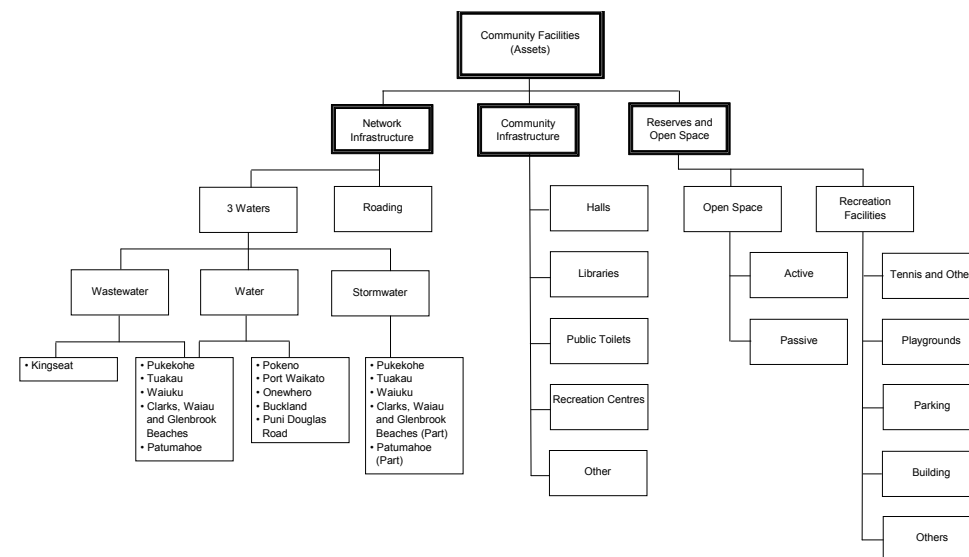 Community Facilities
(Assets)
Network
Infrastructure
Community
Infrastructure
Reserves and
Open Space
3 Waters
Roading
Halls
Open Space
Recreation
Facilities
Wastewater
Water
Stormwater
Libraries
Active
Tennis and Other
Public Toilets
Passive
Playgrounds
• Kingseat
• Pukekohe
• Tuakau
• Waiuku
• Clarks, Waiau
and Glenbrook
Beaches
• Patumahoe
• Pokeno
• Port Waikato
• Onewhero
• Buckland
• Puni Douglas
Road
• Pukekohe
• Tuakau
• Waiuku
• Clarks, Waiau
and Glenbrook
Beaches (Part)
• Patumahoe
(Part)
Recreation Centres
Parking
Other
Building
Others